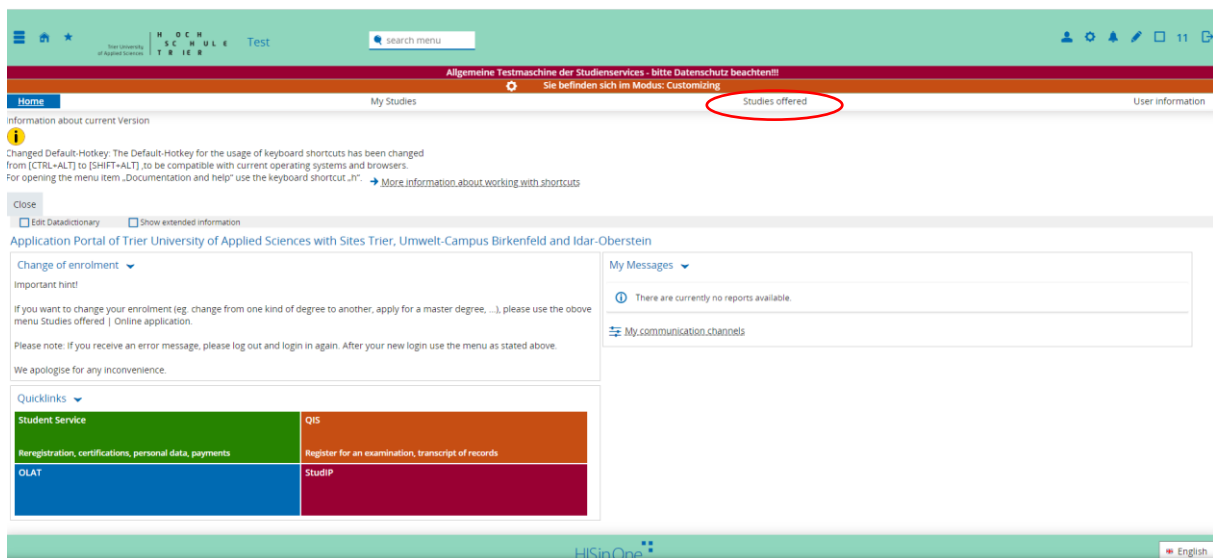 Trier University
of Applied Sciences
H O C H
S C H U L E
T R I E R
Test
search menu
11
Allgemeine Testmaschine der Studienservices - bitte Datenschutz beachten!!!
Sie befinden sich im Modus: Customizing
Home
My Studies
Studies offered
User information
Information about current Version
Changed Default-Hotkey: The Default-Hotkey for the usage of keyboard shortcuts has been changed
from [CTRL+ALT] to [SHIFT+ALT] ,to be compatible with current operating systems and browsers.
For opening the menu item „Documentation and help" use the keyboard shortcut „h". More information about working with shortcuts
Close
Edit Datadictionary Show extended information
Application Portal of Trier University of Applied Sciences with Sites Trier, Umwelt-Campus Birkenfeld and Idar-Oberstein
Change of enrolment
Important hint!
If you want to change your enrolment (eg. change from one kind of degree to another, apply for a master degree, ...), please use the obove
menu Studies offered | Online application.
Please note: If you receive an error message, please log out and login in again. After your new login use the menu as stated above.
We apologise for any inconvenience.
My Messages
There are currently no reports available.
My communication channels
Quicklinks
Student Service
Reregistration, certifications, personal data, payments
QIS
Register for an examination, transcript of records
OLAT
StudIP
HISinOne
English